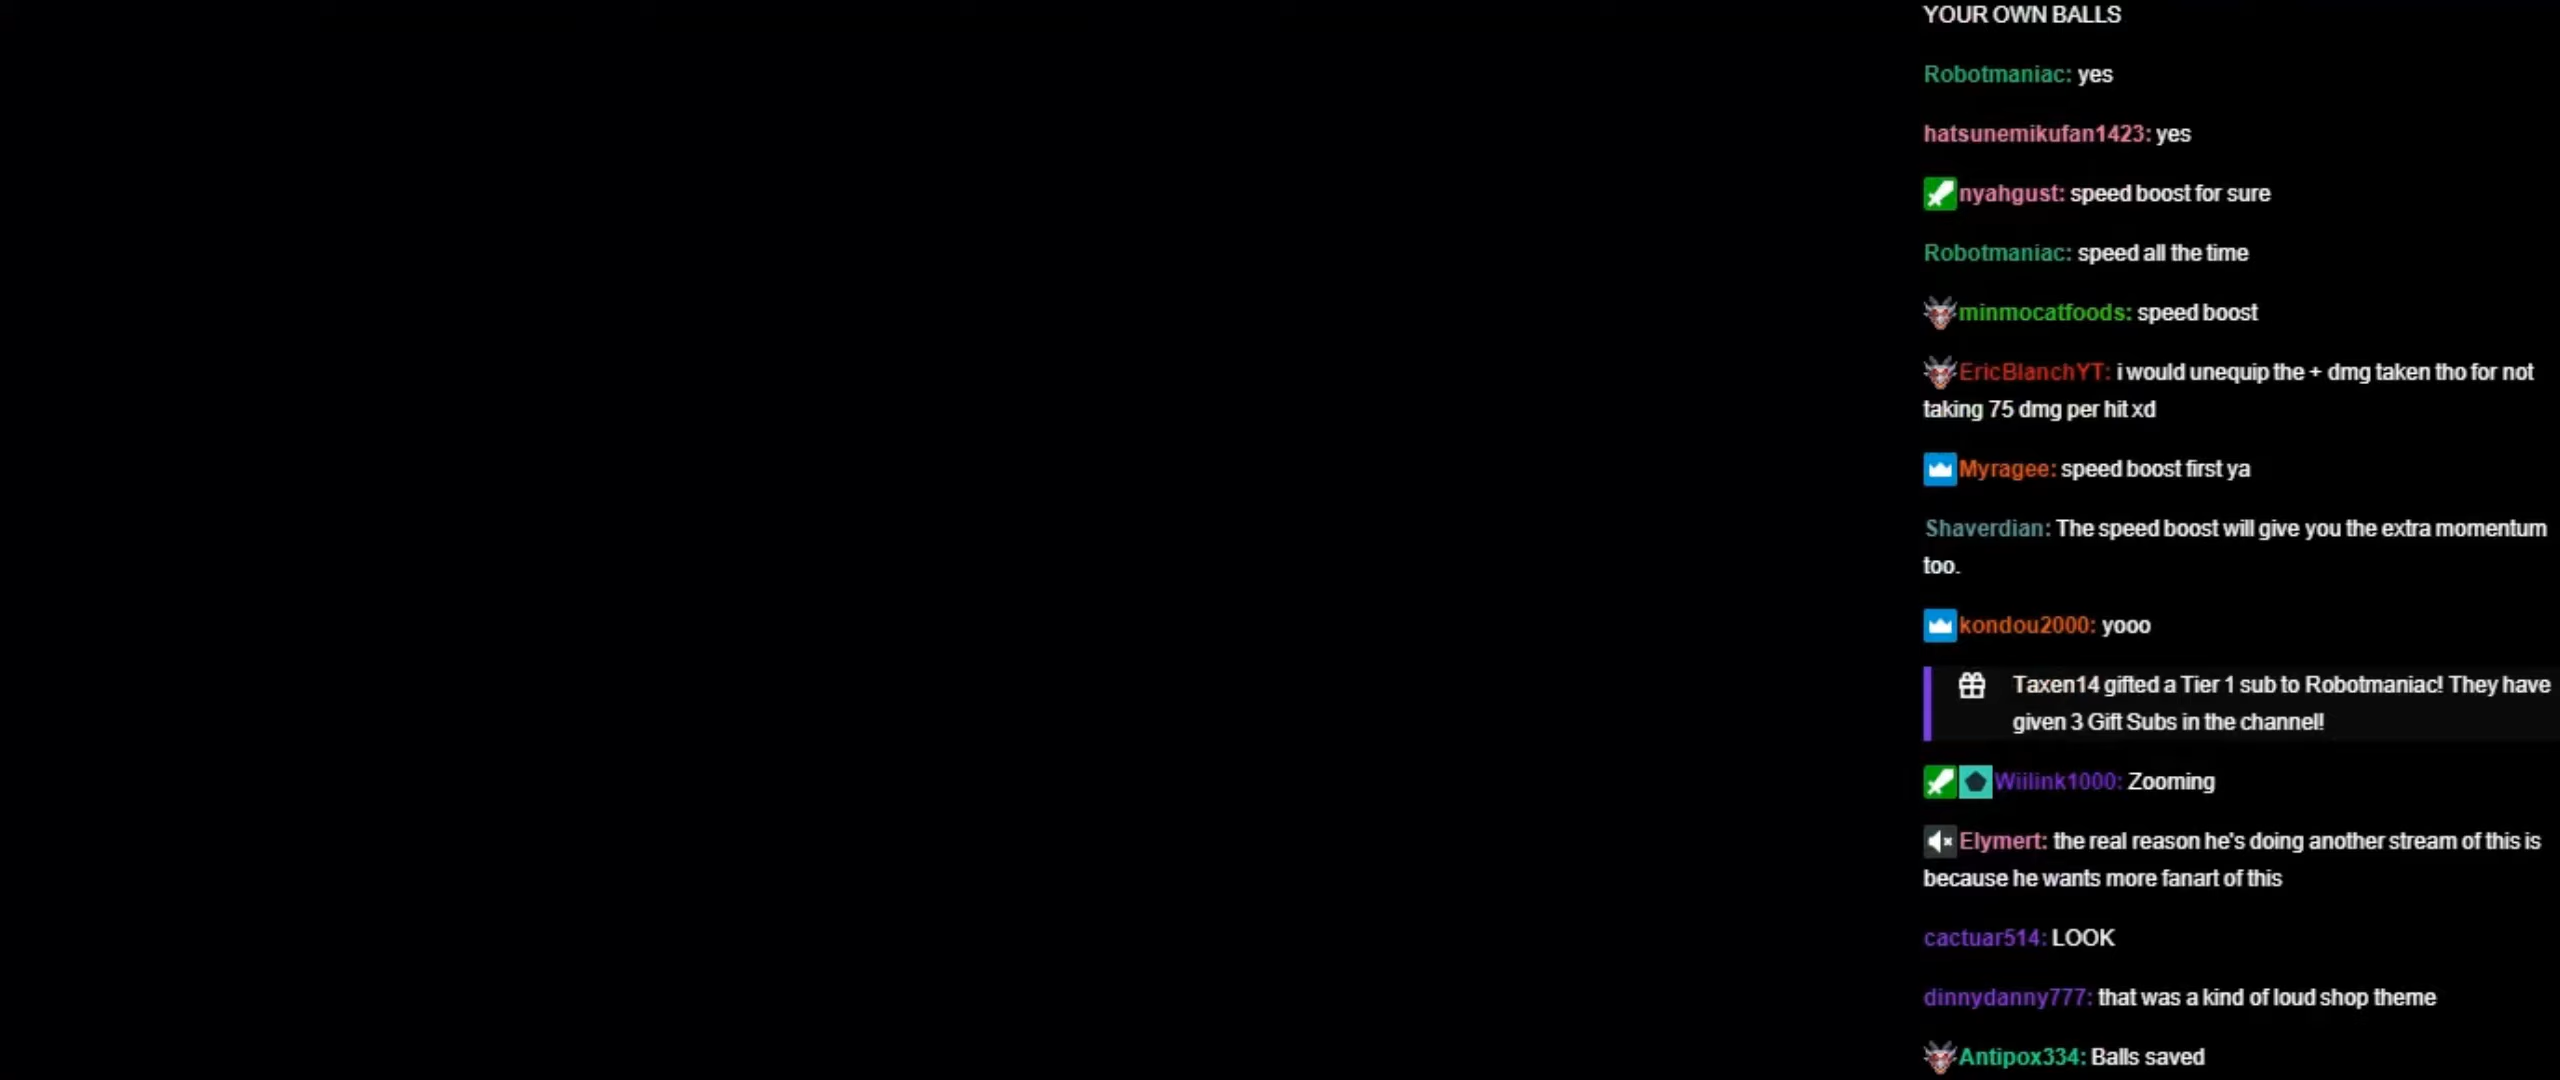 YOUR OWN BALLS
Robotmaniac: yes
hatsunemikufan1423: yes
nyahgust: speed boost for sure
Robotmaniac: speed all the time
minmocatfoods: speed boost
EricBlanchYT: i would unequip the + dmg taken tho for not
taking 75 dmg per hit xd
Myragee: speed boost first ya
Shaverdian: The speed boost will give you the extra momentum
too.
kondou2000: yooo
Taxen14 gifted a Tier 1 sub to Robotmaniac! They have
given 3 Gift Subs in the channel!
Wiilink1000: Zooming
Elymert: the real reason he's doing another stream of this is
because he wants more fanart of this
cactuar514: LOOK
dinnydanny777: that was a kind of loud shop theme
Antipox334: Balls saved